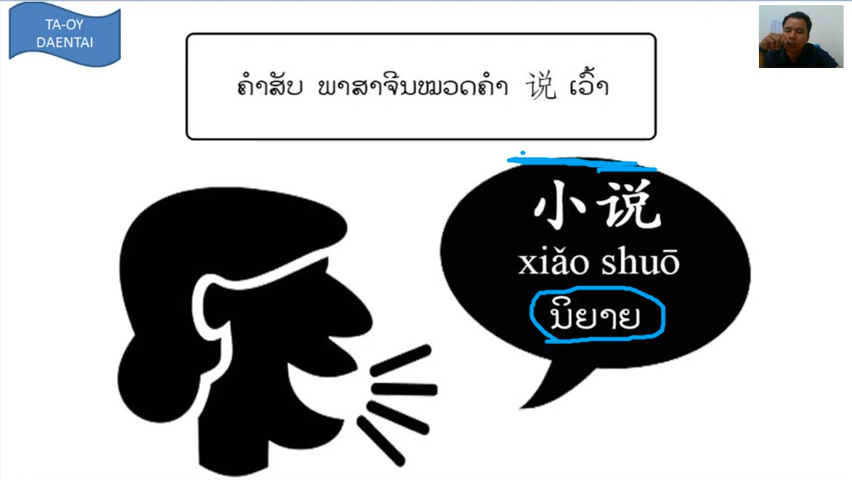 TA-OY
DAENTAI
ຄຳສັບ ພາສາຈີນໝວດຄຳ 说 ເວົ້າ
小说
xiǎo shuō
ນິຍາຍ